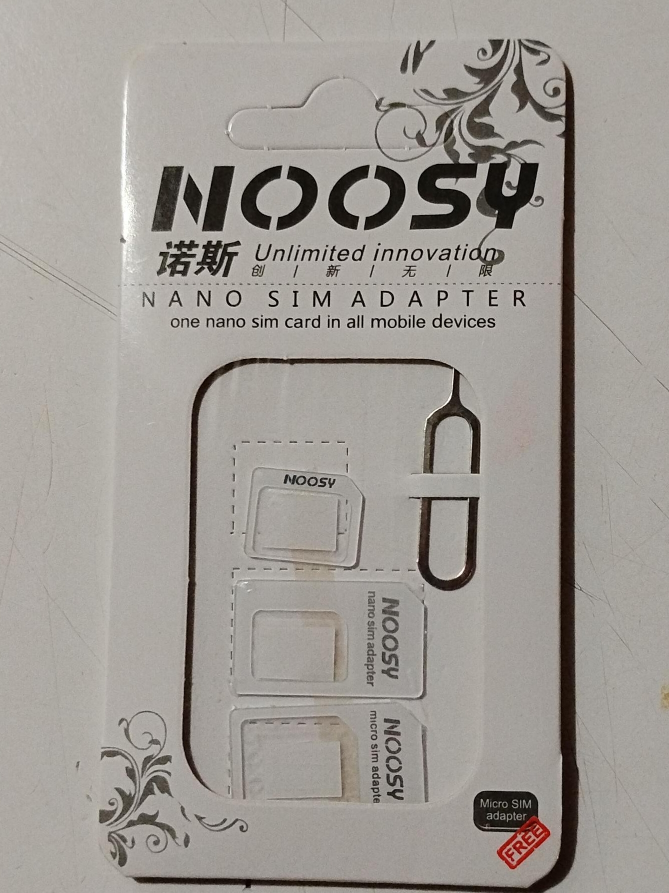 NOOSY
诺斯 Unlimited innovation
创 | 新 | 无 | 限
NANO SIM ADAPTER
one nano sim card in all mobile devices
NOOSY
NOOSY
nano sim adapter
NOOSY
micro sim adapte
Micro SIM
adapter
FREE